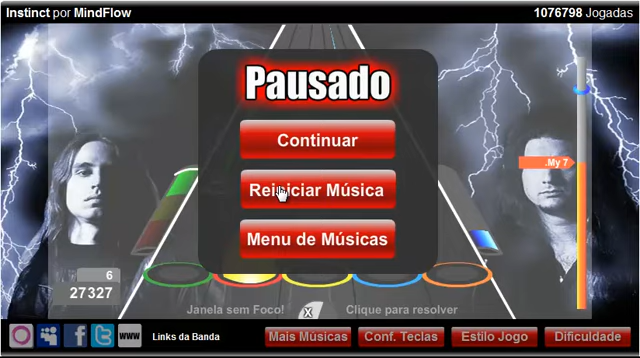 Instinct por MindFlow
1076798 Jogadas
Pausado
Continuar
Reiniciar Música
Menu de Músicas
.My 7
6
27327
Janela sem Foco! X Clique para resolver
www Links da Banda
Mais Músicas Conf. Teclas Estilo Jogo Dificuldade